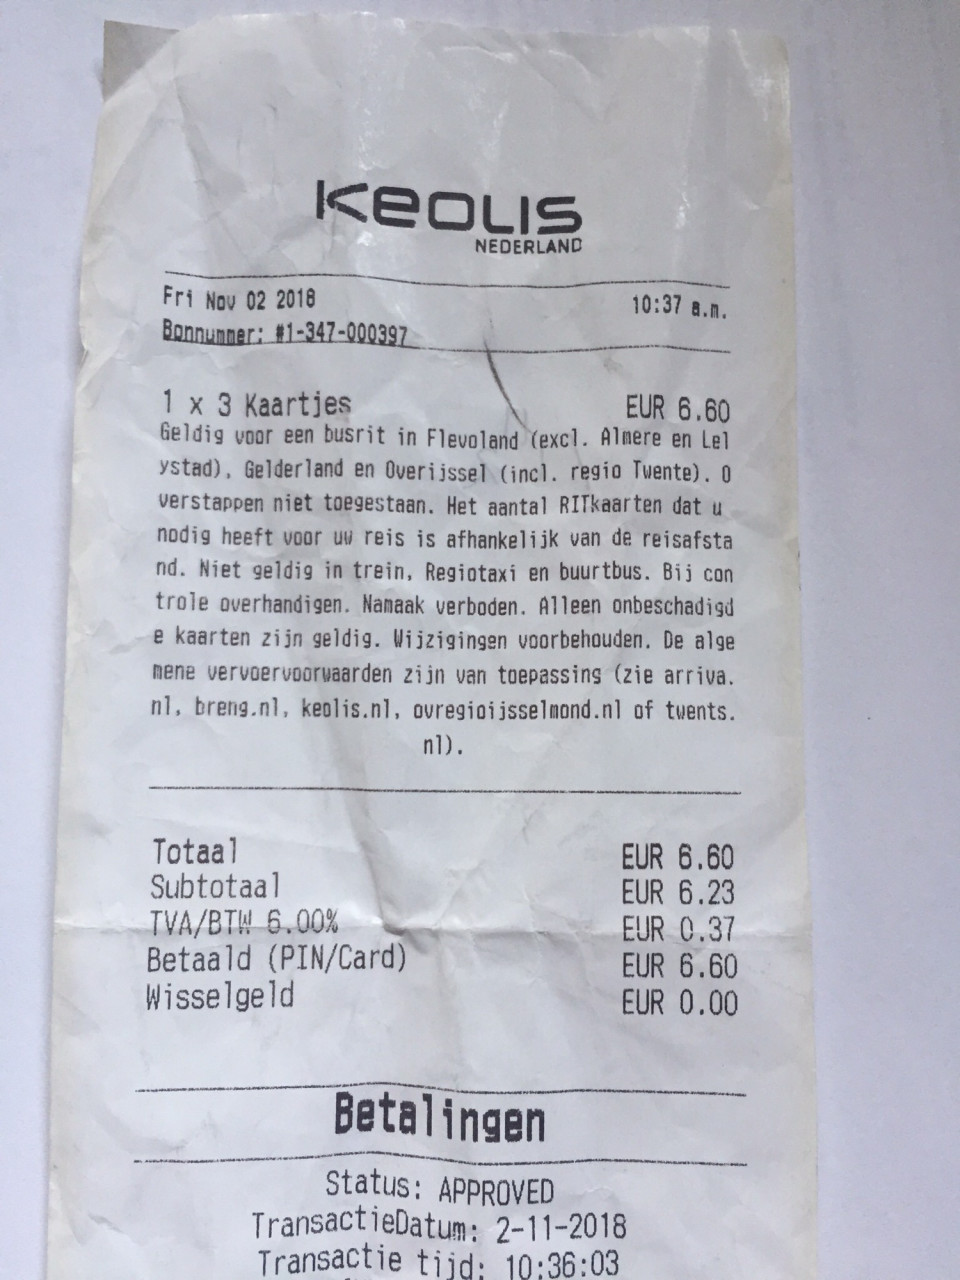 Keolis
NEDERLAND
Fri Nov 02 2018 10:37 a.m.
Bonnummer: #1-347-000397
1 x 3 Kaartjes EUR 6.60
Geldig voor een busrit in Flevoland (excl. Almere en Lel
ystad), Gelderland en Overijssel (incl. regio Twente). O
verstappen niet toegestaan. Het aantal RITkaarten dat u
nodig heeft voor uw reis is afhankelijk van de reisafsta
nd. Niet geldig in trein, Regiotaxi en buurtbus. Bij con
trole overhandigen. Namaak verboden. Alleen onbeschadigd
e kaarten zijn geldig. Wijzigingen voorbehouden. De alge
mene vervoervoorwaarden zijn van toepassing (zie arriva.
nl, breng.nl, keolis.nl, ovregioijsselmond.nl of twents.
nl).
Totaal EUR 6.60
Subtotaal EUR 6.23
TVA/BTW 6.00% EUR 0.37
Betaald (PIN/Card) EUR 6.60
Wisselgeld EUR 0.00
Betalingen
Status: APPROVED
TransactieDatum: 2-11-2018
Transactie tijd: 10:36:03